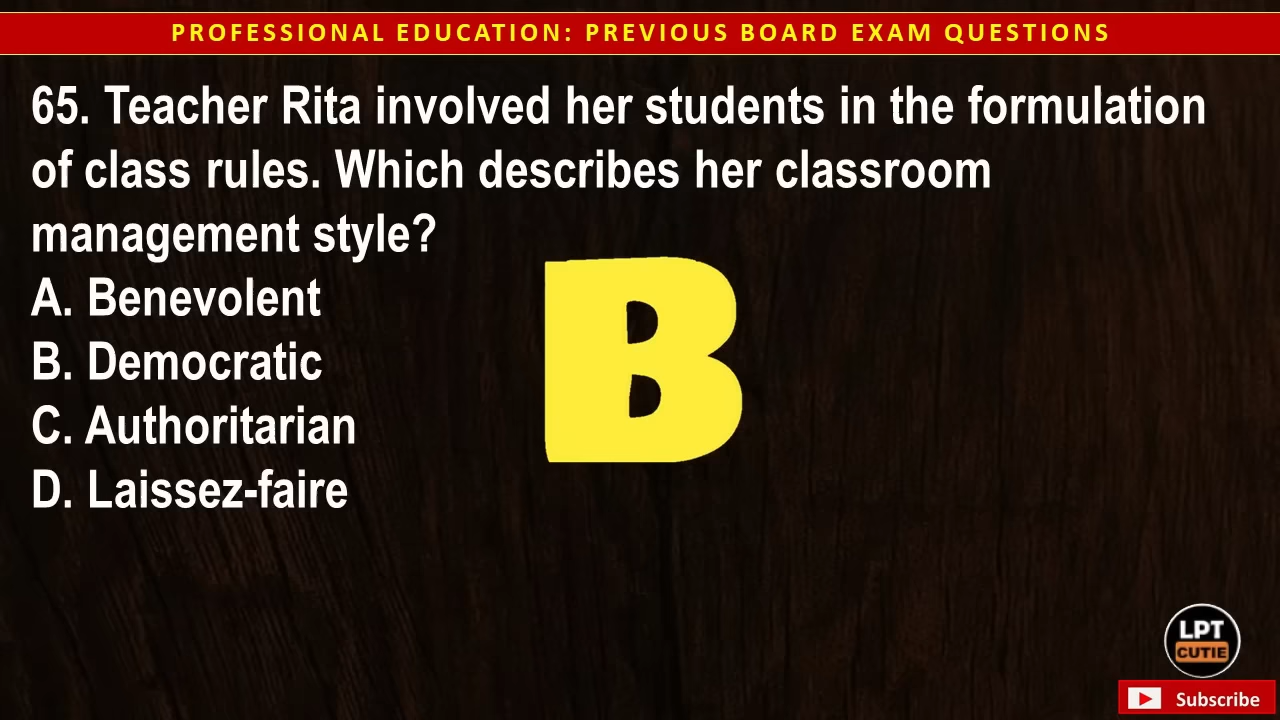 PROFESSIONAL EDUCATION: PREVIOUS BOARD EXAM QUESTIONS
65. Teacher Rita involved her students in the formulation
of class rules. Which describes her classroom
management style?
A. Benevolent
B. Democratic
C. Authoritarian
D. Laissez-faire
B
LPT
CUTIE
Subscribe